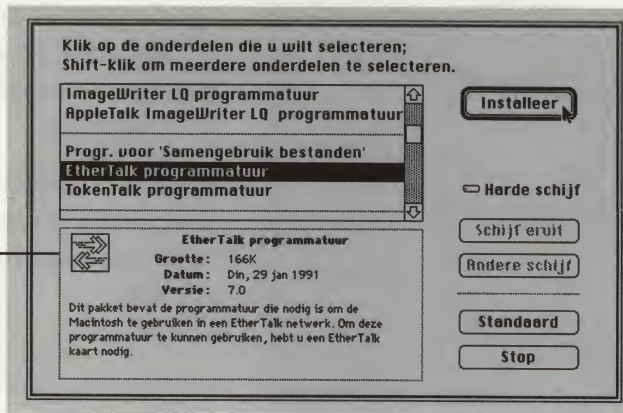 Klik op de onderdelen die u wilt selecteren;
Shift-klik om meerdere onderdelen te selecteren.
ImageWriter LQ programmatuur
AppleTalk ImageWriter LQ programmatuur
Progr. voor 'Samengebruik bestanden'
EtherTalk programmatuur
TokenTalk programmatuur
Installeer
Harde schijf
Schijf eruit
Andere schijf
Standaard
Stop
EtherTalk programmatuur
Grootte: 166K
Datum: Din, 29 jan 1991
Versie: 7.0
Dit pakket bevat de programmatuur die nodig is om de
Macintosh te gebruiken in een EtherTalk netwerk. Om deze
programmatuur te kunnen gebruiken, hebt u een EtherTalk
kaart nodig.